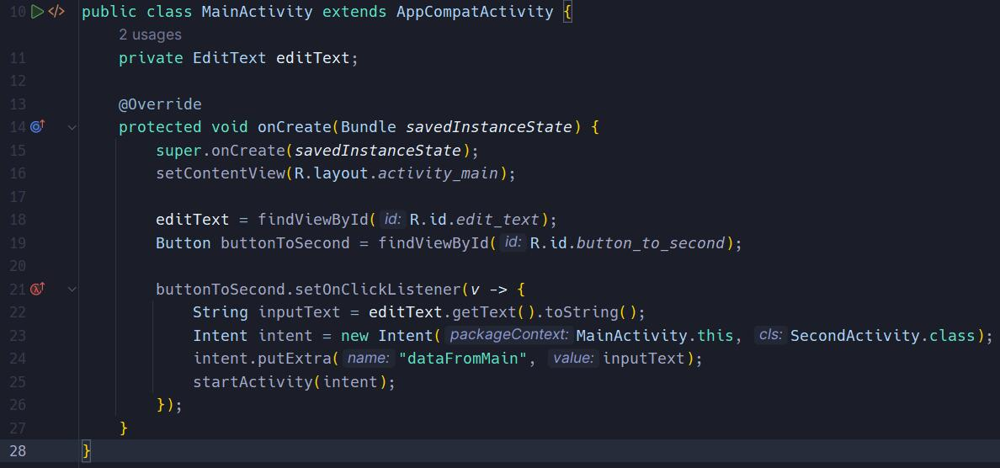 10 public class MainActivity extends AppCompatActivity {
2 usages
11 private EditText editText;
12
13 @Override
14 protected void onCreate(Bundle savedInstanceState) {
15 super.onCreate(savedInstanceState);
16 setContentView(R.layout.activity_main);
17
18 editText = findViewById( id: R.id.edit_text);
19 Button buttonToSecond = findViewById( id: R.id.button_to_second);
20
21 buttonToSecond.setOnClickListener(v -> {
22 String inputText = editText.getText().toString();
23 Intent intent = new Intent( packageContext: MainActivity.this, cls: SecondActivity.class);
24 intent.putExtra( name: "dataFromMain", value: inputText);
25 startActivity(intent);
26 });
27 }
28 }